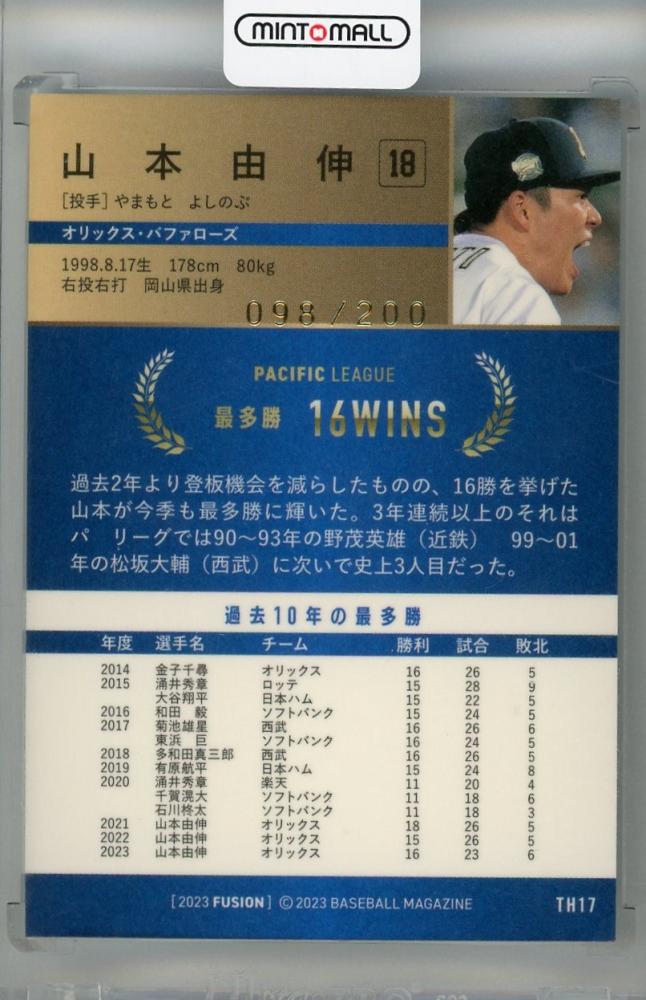 MINT MALL
山本由伸 18
[投手] やまもと よしのぶ
オリックス・バファローズ
1998.8.17生 178cm 80kg
右投右打 岡山県出身
098/200
PACIFIC LEAGUE
最多勝 16WINS
過去2年より登板機会を減らしたものの、16勝を挙げた
山本が今季も最多勝に輝いた。3年連続以上のそれは
パ リーグでは90〜93年の野茂英雄（近鉄） 99〜01
年の松坂大輔（西武）に次いで史上3人目だった。
過去10年の最多勝
年度 選手名 チーム 勝利 試合 敗北
2014 金子千尋 オリックス 16 26 5
2015 涌井秀章 ロッテ 15 28 9
大谷翔平 日本ハム 15 22 5
2016 和田 毅 ソフトバンク 15 24 5
2017 菊池雄星 西武 16 26 6
東浜 巨 ソフトバンク 16 24 5
2018 多和田真三郎 西武 16 26 5
2019 有原航平 日本ハム 15 24 8
2020 涌井秀章 楽天 11 20 4
千賀滉大 ソフトバンク 11 18 6
石川柊太 ソフトバンク 11 18 3
2021 山本由伸 オリックス 18 26 5
2022 山本由伸 オリックス 15 26 5
2023 山本由伸 オリックス 16 23 6
[2023 FUSION] ©2023 BASEBALL MAGAZINE TH17